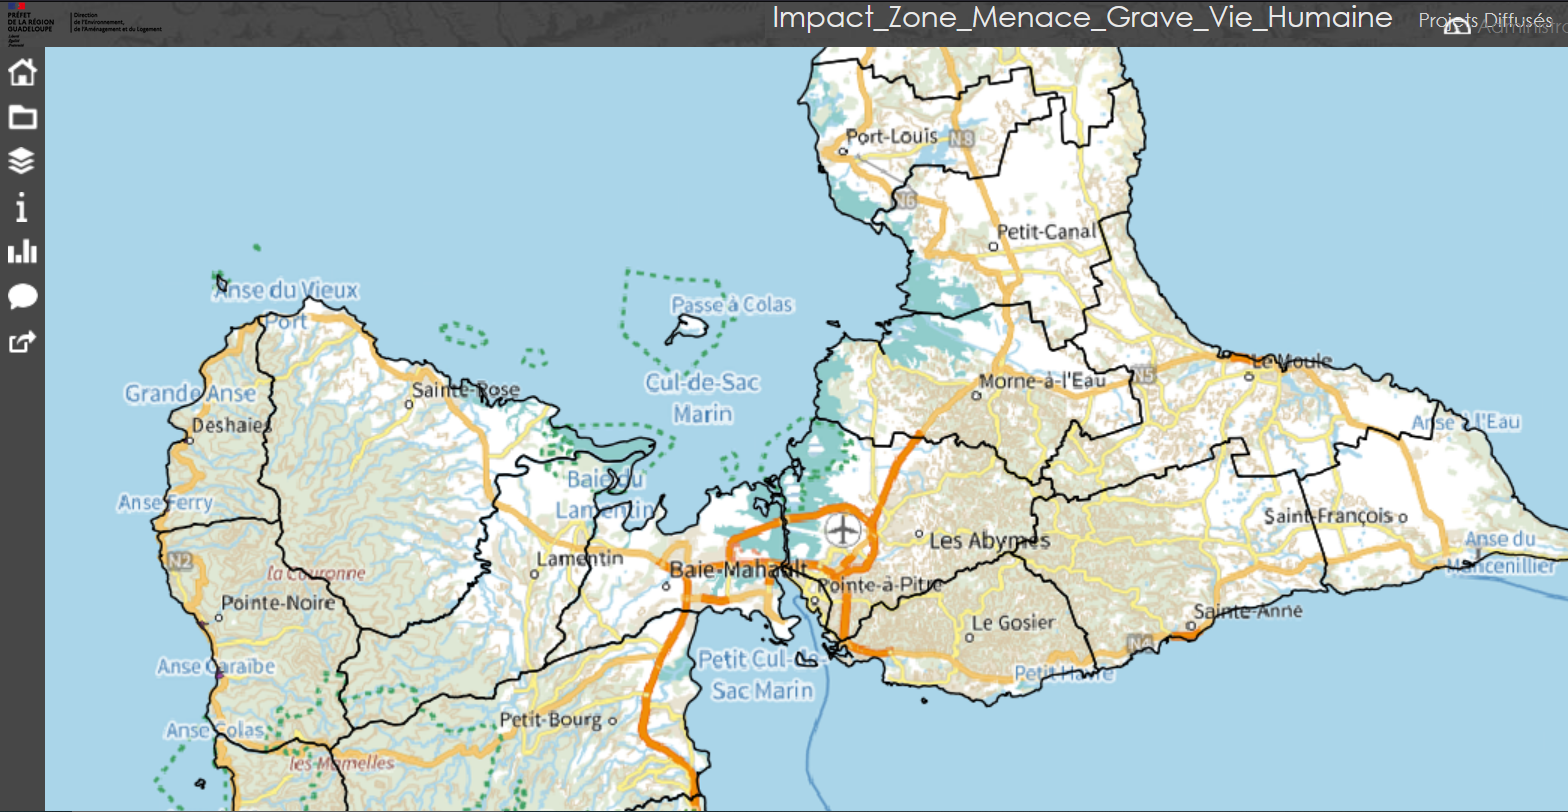 PRÉFET
DE LA RÉGION
GUADELOUPE
Liberté
Égalité
Fraternité
Direction
de l'Environnement,
de l'Aménagement et du Logement
Impact_Zone_Menace_Grave_Vie_Humaine
Projets Diffusés
Administra
Port-Louis
N8
N6
Petit-Canal
Anse du Vieux
Port
Passe à Colas
Le Moule
N5
Morne-à-l'Eau
Cul-de-Sac
Marin
Sainte-Rose
Grande Anse
Deshaies
Anse à l'Eau
Baie du
Lamentin
Anse Ferry
Saint-François
Les Abymes
Anse du
Mancenillier
N2
Lamentin
la Couronne
Baie-Mahault
Pointe-à-Pitre
Pointe-Noire
Sainte-Anne
Le Gosier
N4
Anse Caraïbe
Petit Cul-de-
Sac Marin
Petit Havre
Petit-Bourg
Anse Colas
les Mamelles